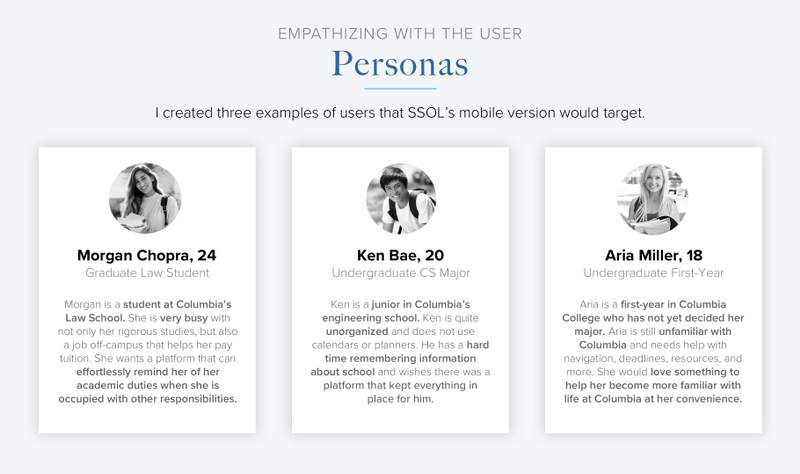 EMPATHIZING WITH THE USER
Personas
I created three examples of users that SSOL's mobile version would target.
Morgan Chopra, 24
Graduate Law Student
Morgan is a student at Columbia's
Law School. She is very busy with
not only her rigorous studies, but also
a job off-campus that helps her pay
tuition. She wants a platform that can
effortlessly remind her of her
academic duties when she is
occupied with other responsibilities.
Ken Bae, 20
Undergraduate CS Major
Ken is a junior in Columbia's
engineering school. Ken is quite
unorganized and does not use
calendars or planners. He has a hard
time remembering information
about school and wishes there was a
platform that kept everything in
place for him.
Aria Miller, 18
Undergraduate First-Year
Aria is a first-year in Columbia
College who has not yet decided her
major. Aria is still unfamiliar with
Columbia and needs help with
navigation, deadlines, resources, and
more. She would love something to
help her become more familiar with
life at Columbia at her convenience.